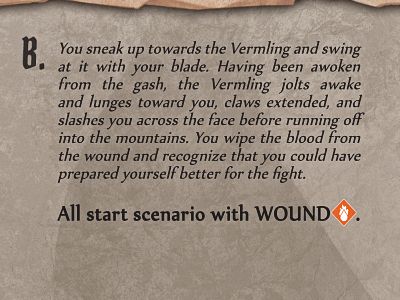 B. You sneak up towards the Vermling and swing
at it with your blade. Having been awoken
from the gash, the Vermling jolts awake
and lunges toward you, claws extended, and
slashes you across the face before running off
into the mountains. You wipe the blood from
the wound and recognize that you could have
prepared yourself better for the fight.
All start scenario with WOUND.